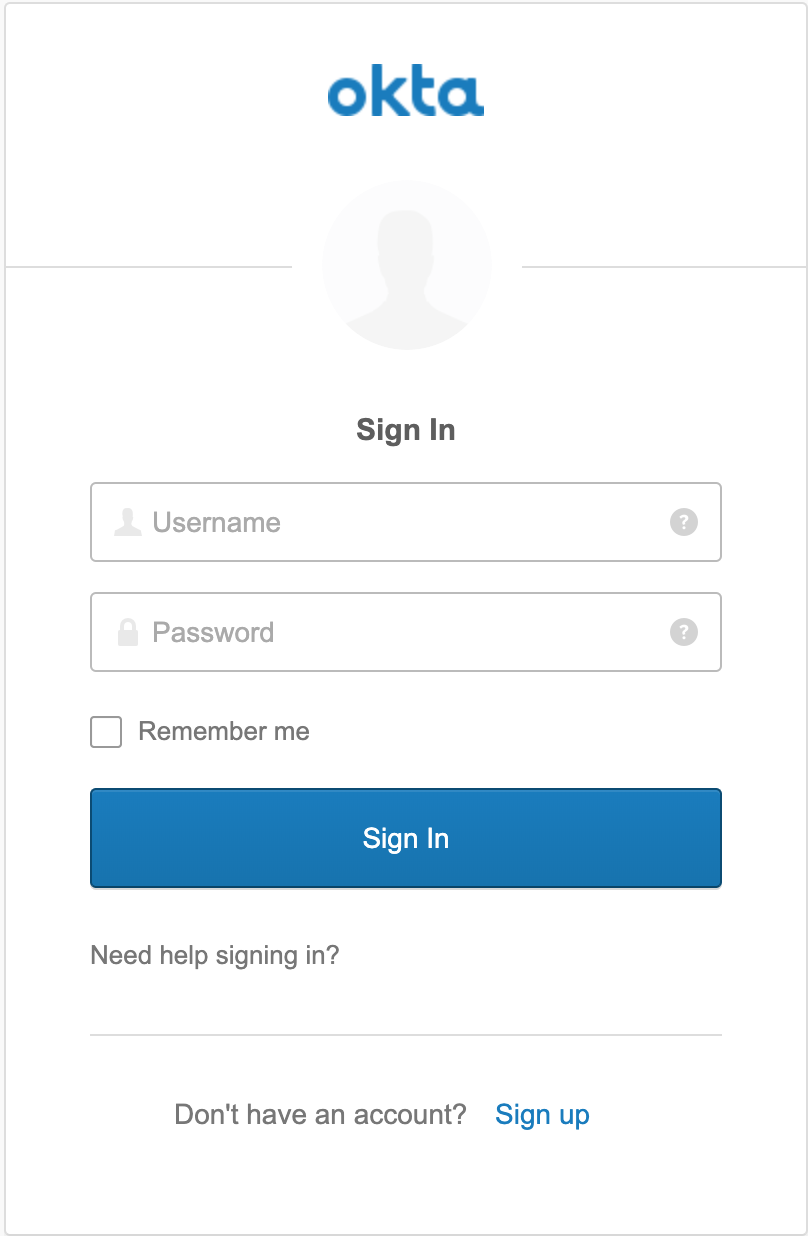 okta
Sign In
Username ?
Password ?
Remember me
Sign In
Need help signing in?
Don't have an account? Sign up